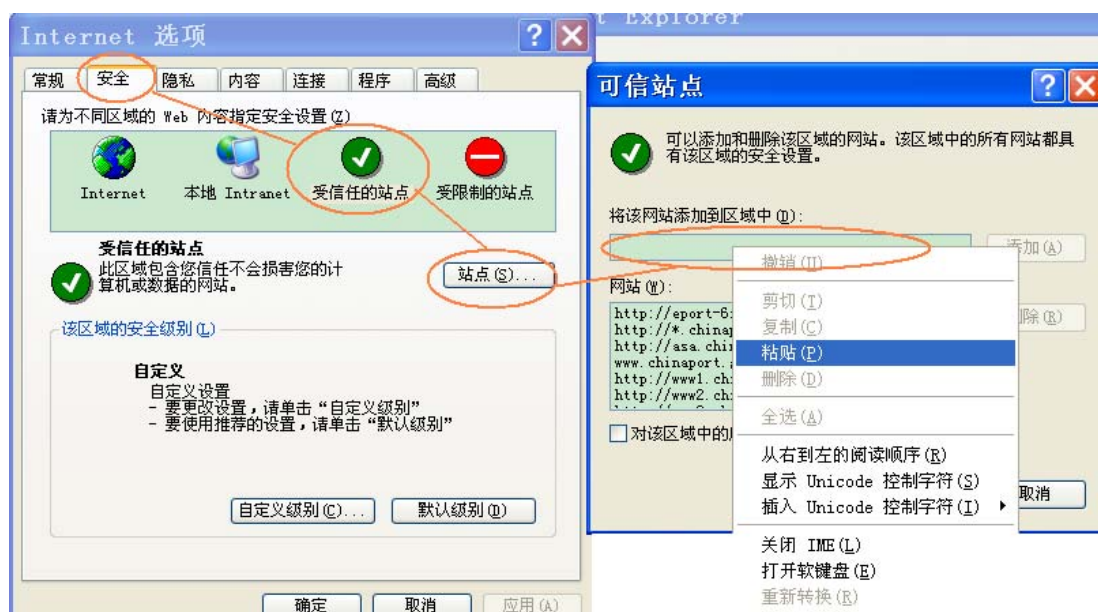 t Explorer
Internet 选项
常规 安全 隐私 内容 连接 程序 高级
请为不同区域的 Web 内容指定安全设置(Z)
Internet 本地 Intranet 受信任的站点 受限制的站点
受信任的站点
此区域包含您信任不会损害您的计
算机或数据的网站。
站点(S)...
该区域的安全级别(L)
自定义
自定义设置
- 要更改设置，请单击“自定义级别”
- 要使用推荐的设置，请单击“默认级别”
自定义级别(C)... 默认级别(D)
确定 取消 应用(A)
可信站点
可以添加和删除该区域的网站。该区域中的所有网站都具
有该区域的安全设置。
将该网站添加到区域中(D):
添加(A)
网站(W):
http://eport-6
http://*.chinap
http://asa.chi
www.chinaport.
http://www1.ch
http://www2.ch
除(R)
对该区域中的
取消
撤销(U)
剪切(T)
复制(C)
粘贴(P)
删除(D)
全选(A)
从右到左的阅读顺序(R)
显示 Unicode 控制字符(S)
插入 Unicode 控制字符(I)
关闭 IME(L)
打开软键盘(E)
重新转换(R)